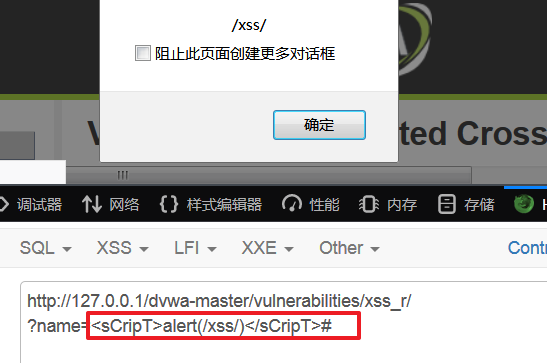 /xss/
阻止此页面创建更多对话框
确定
ted Cross
调试器 网络 样式编辑器 性能 内存 存储
SQL XSS LFI XXE Other Contr
http://127.0.0.1/dvwa-master/vulnerabilities/xss_r/
?name=<sCripT>alert(/xss/)</sCripT>#